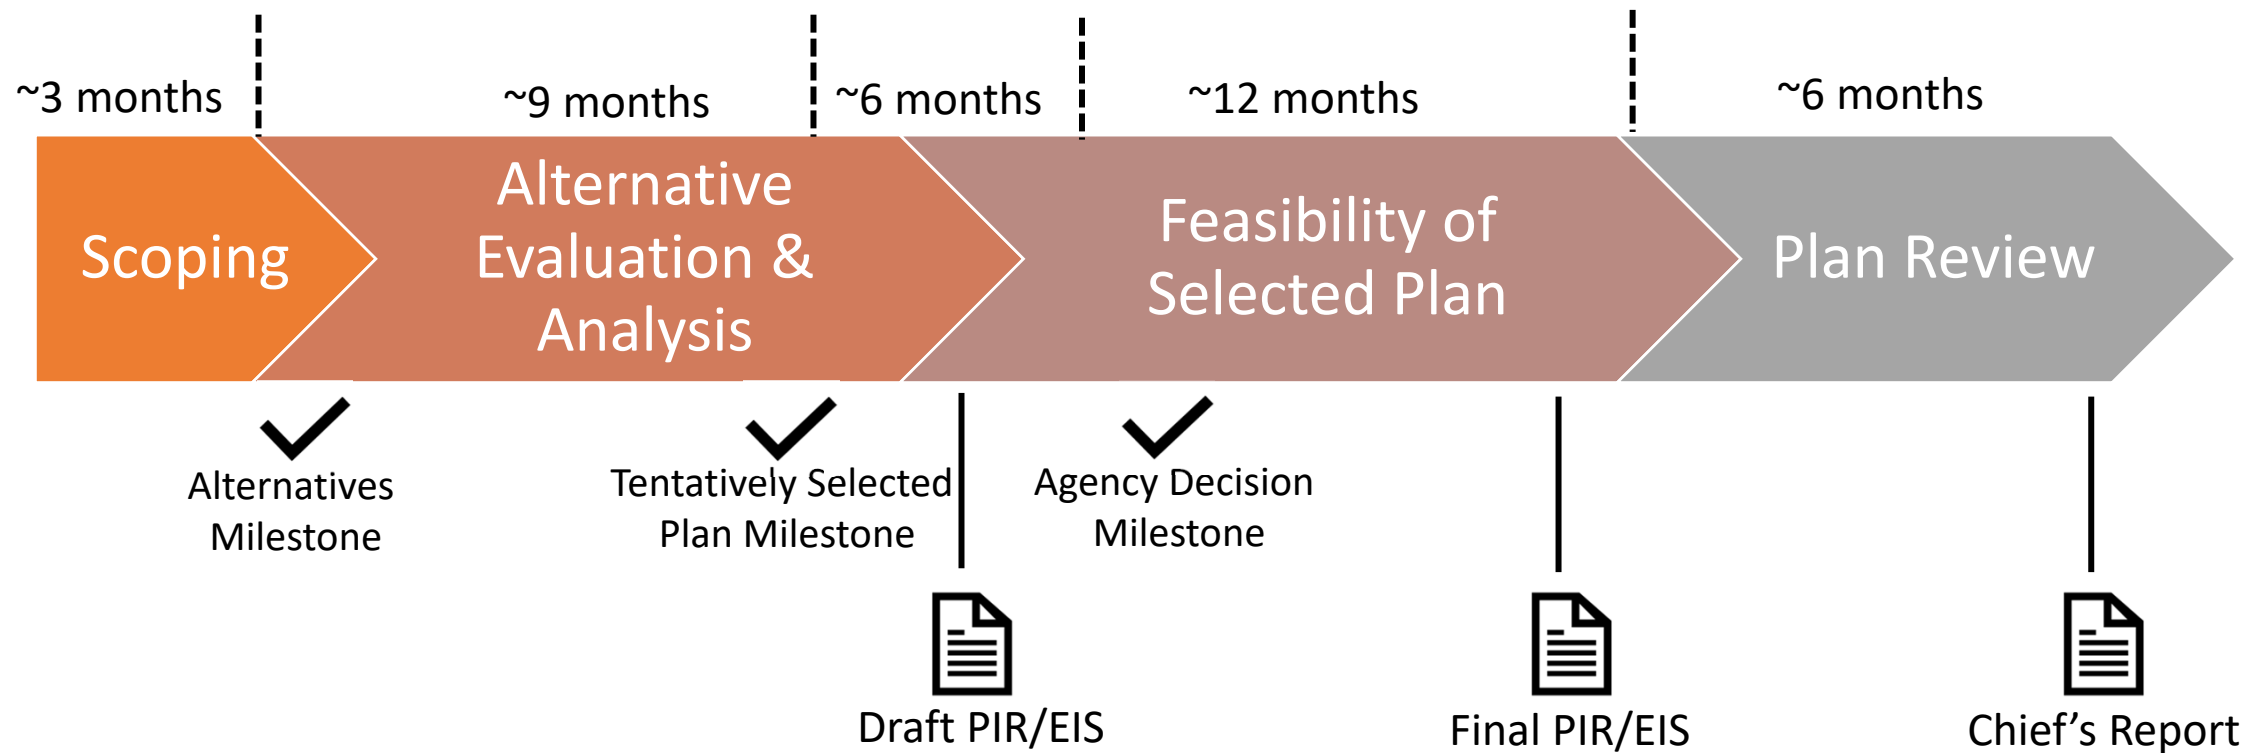 ~3 months
~9 months
~6 months
~12 months
~6 months
Scoping
Alternative
Evaluation &
Analysis
Feasibility of
Selected Plan
Plan Review
Alternatives
Milestone
Tentatively Selected
Plan Milestone
Agency Decision
Milestone
Draft PIR/EIS
Final PIR/EIS
Chief’s Report